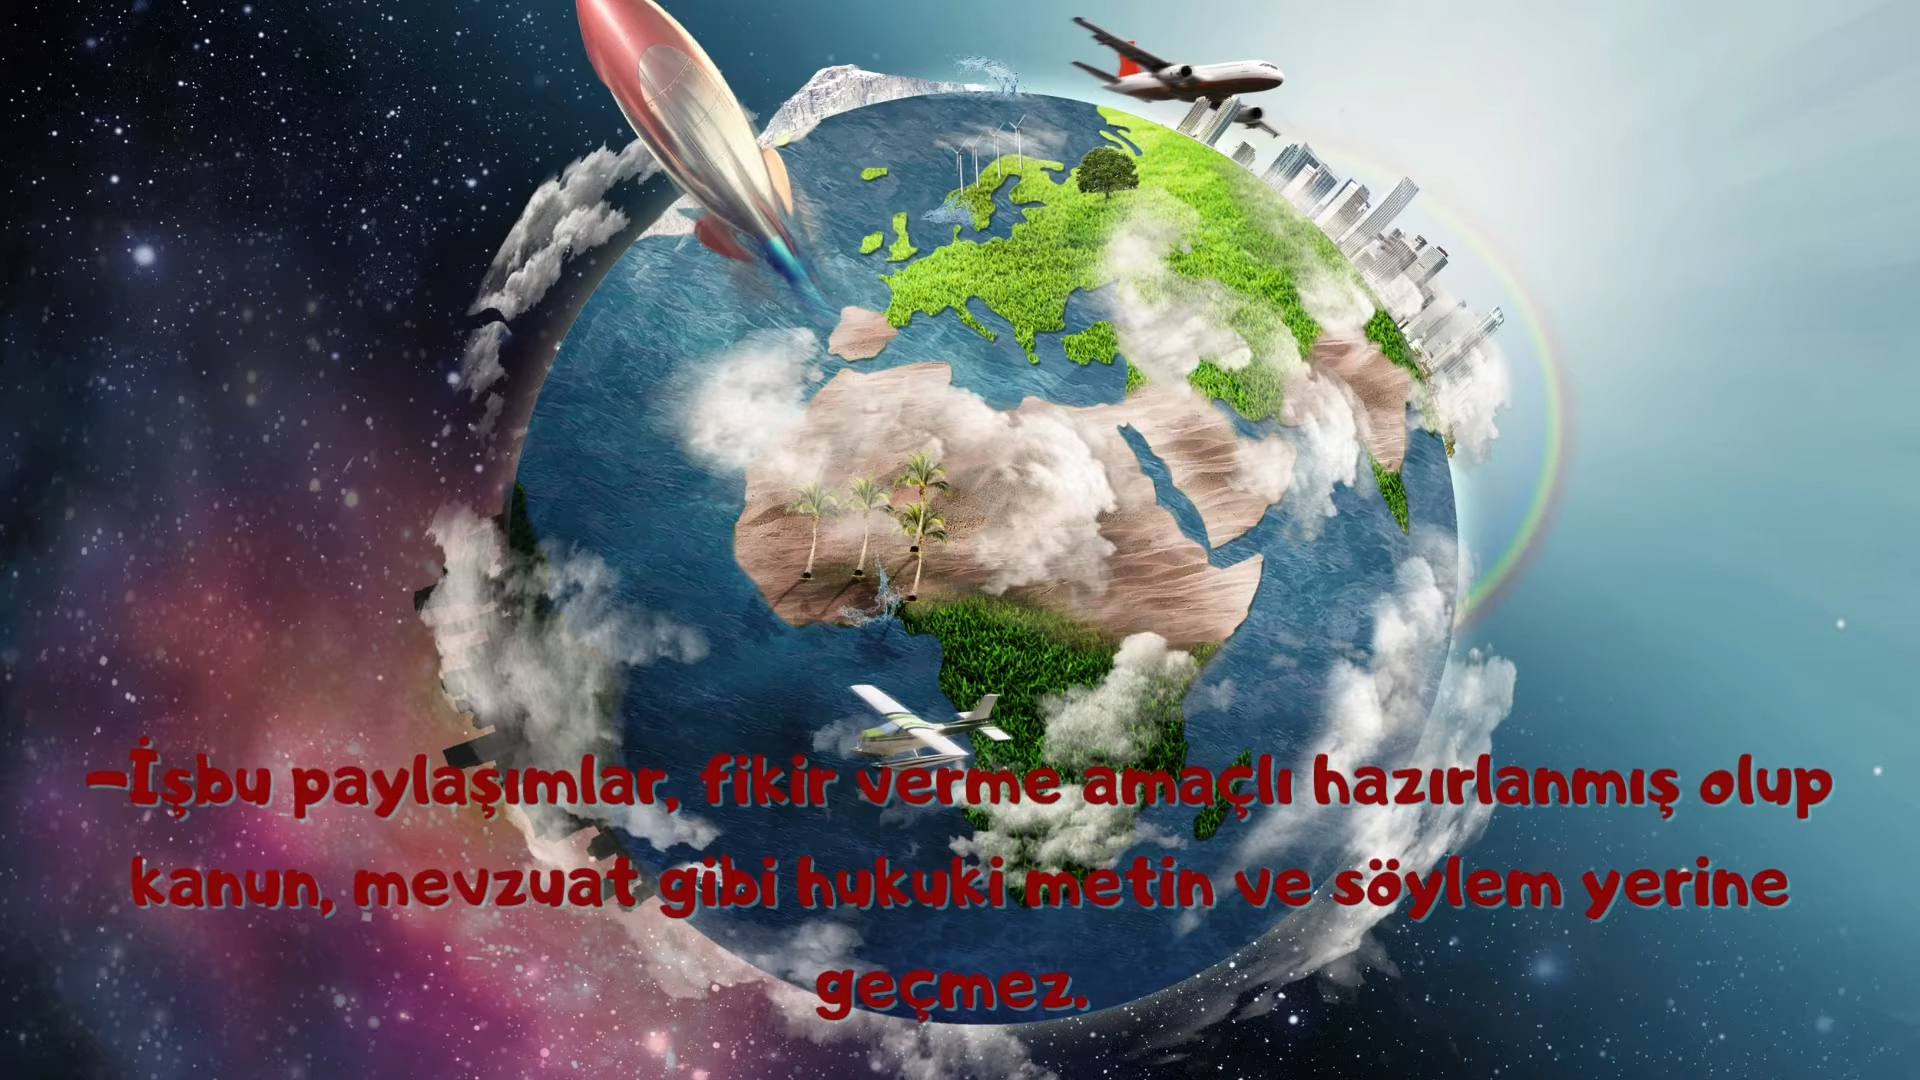 -İşbu paylaşımlar, fikir verme amaçlı hazırlanmış olup
kanun, mevzuat gibi hukuki metin ve söylem yerine
geçmez.